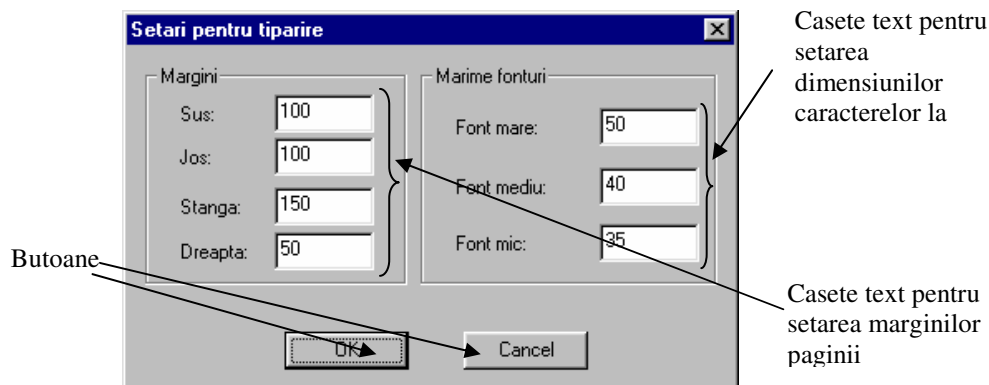 Setari pentru tiparire
Margini
Sus: 100
Jos: 100
Stanga: 150
Dreapta: 50
Marime fonturi
Font mare: 50
Font mediu: 40
Font mic: 35
OK
Cancel
Butoane
Casete text pentru
setarea
dimensiunilor
caracterelor la
Casete text pentru
setarea marginilor
paginii